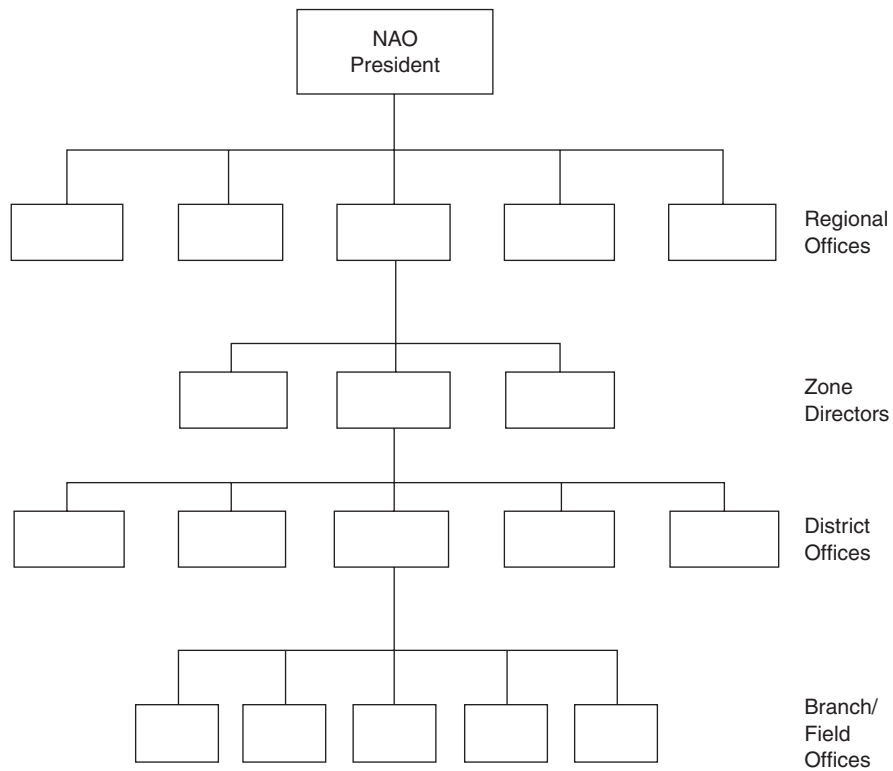 NAO
President
Regional
Offices
Zone
Directors
District
Offices
Branch/
Field
Offices